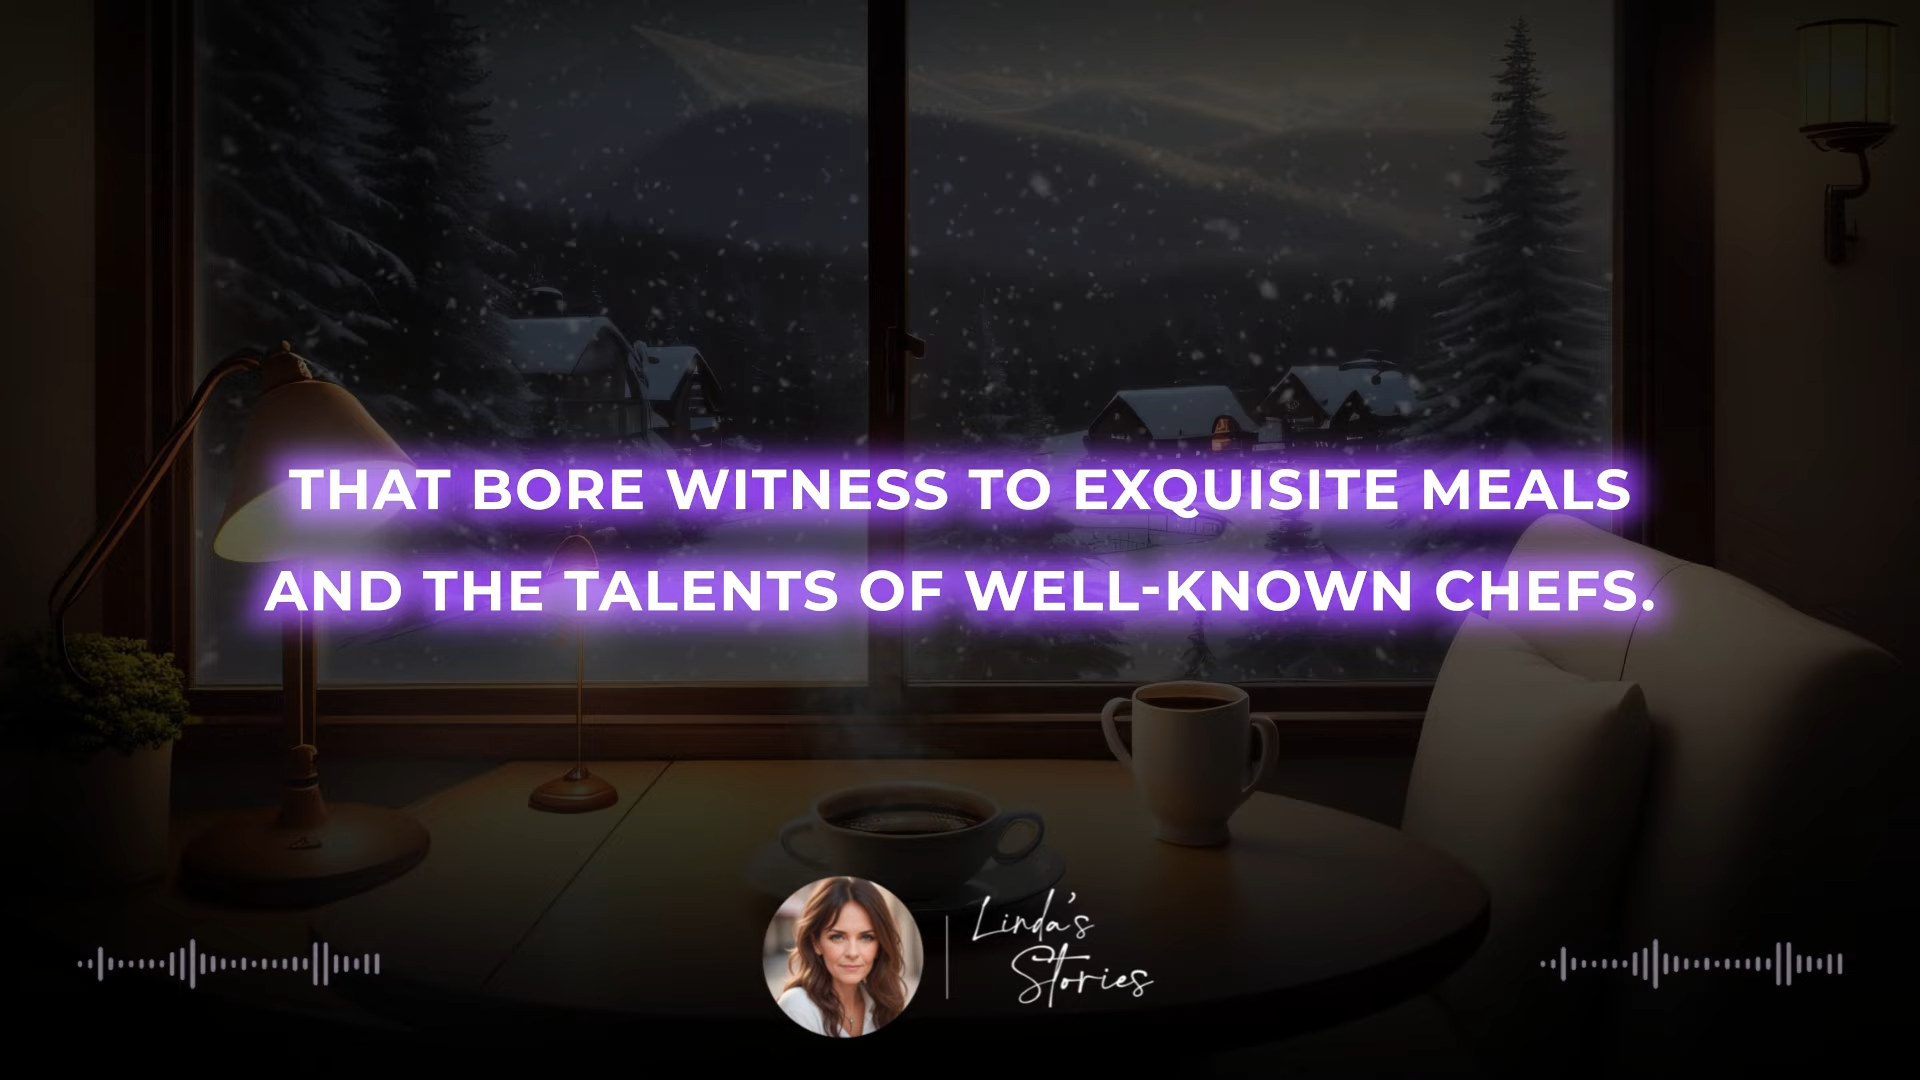 THAT BORE WITNESS TO EXQUISITE MEALS
AND THE TALENTS OF WELL-KNOWN CHEFS.
Linda's
Stories